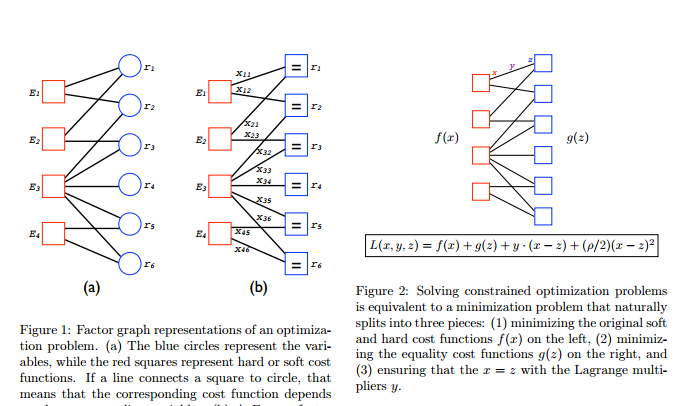 E1
E2
E3
E4
r1
r2
r3
r4
r5
r6
(a)
E1
E2
E3
E4
x11
x12
x21
x23
x32
x33
x34
x35
x36
x45
x46
=
=
=
=
=
=
r1
r2
r3
r4
r5
r6
(b)
Figure 1: Factor graph representations of an optimiza-
tion problem. (a) The blue circles represent the vari-
ables, while the red squares represent hard or soft cost
functions. If a line connects a square to circle, that
means that the corresponding cost function depends
x
y
z
f(x)
g(z)
L(x, y, z) = f(x) + g(z) + y · (x − z) + (ρ/2)(x − z)²
Figure 2: Solving constrained optimization problems
is equivalent to a minimization problem that naturally
splits into three pieces: (1) minimizing the original soft
and hard cost functions f(x) on the left, (2) minimiz-
ing the equality cost functions g(z) on the right, and
(3) ensuring that the x = z with the Lagrange multi-
pliers y.